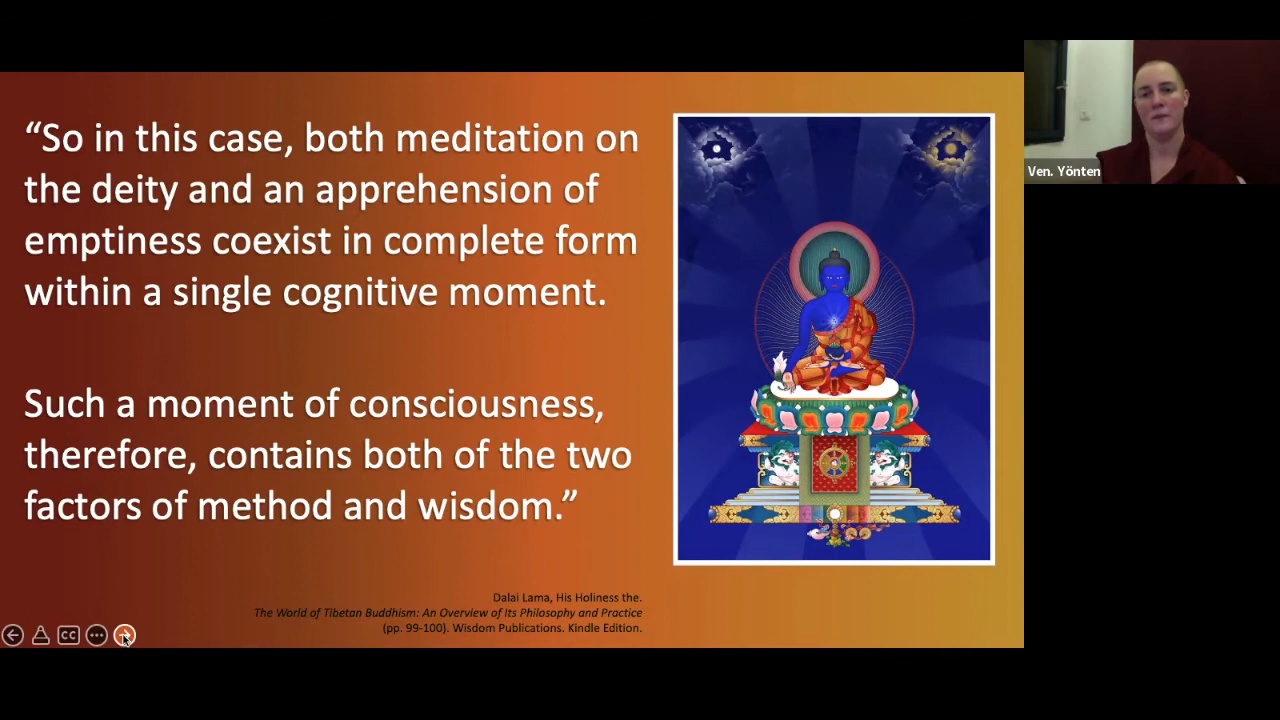 “So in this case, both meditation on
the deity and an apprehension of
emptiness coexist in complete form
within a single cognitive moment.
Such a moment of consciousness,
therefore, contains both of the two
factors of method and wisdom.”
Dalai Lama, His Holiness the.
The World of Tibetan Buddhism: An Overview of Its Philosophy and Practice
(pp. 99-100). Wisdom Publications. Kindle Edition.
Ven. Yönten
CC